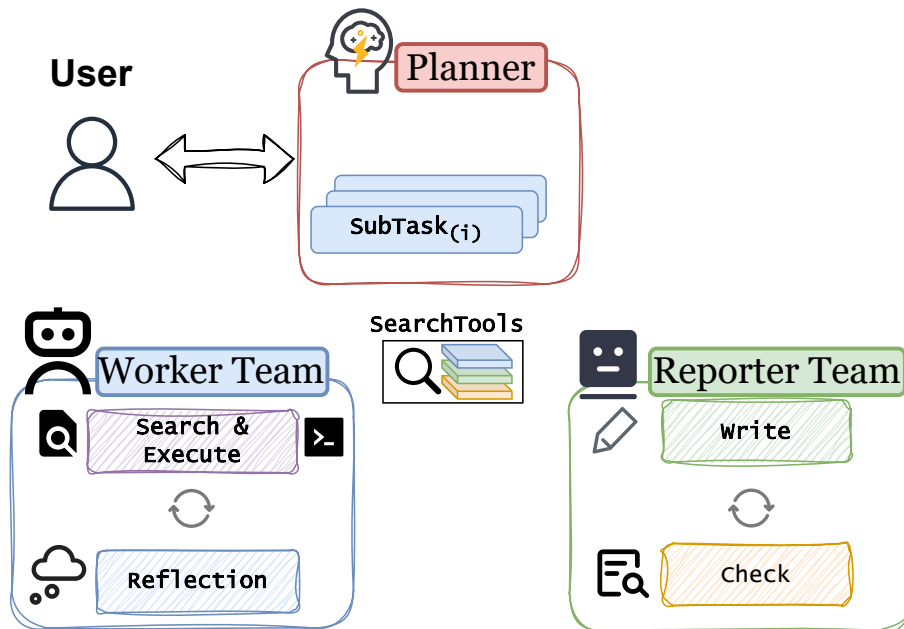 User
Planner
SubTask(i)
SearchTools
Worker Team
Search &
Execute
Reflection
Reporter Team
Write
Check